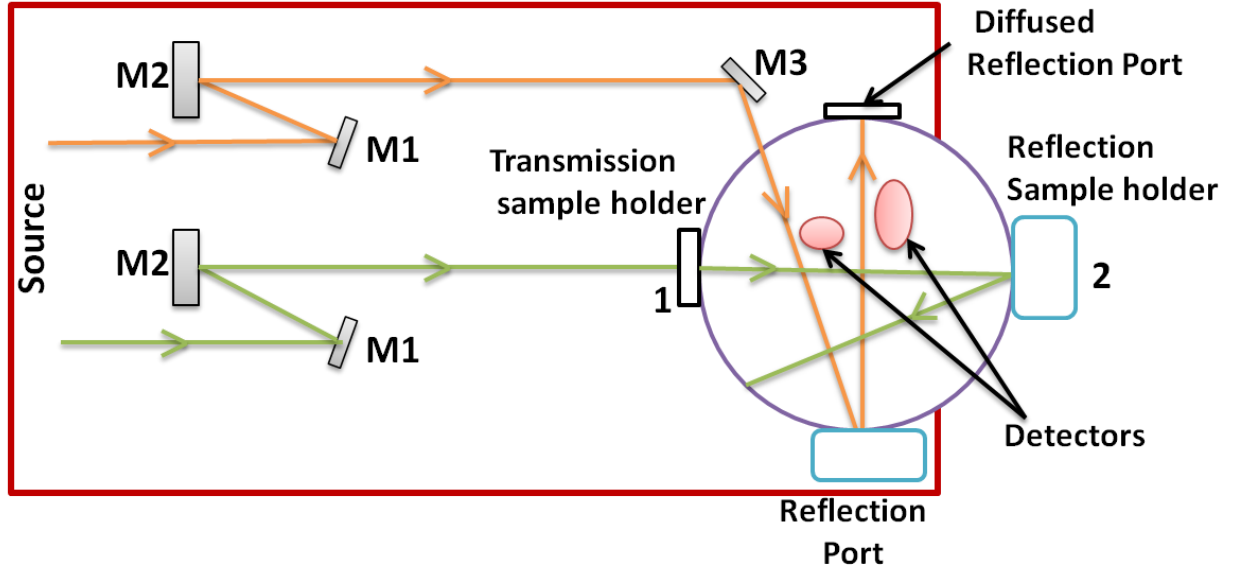 Diffused
Reflection Port
M2
M3
M1
Transmission
sample holder
Reflection
Sample holder
Source
M2
1
2
M1
Detectors
Reflection
Port